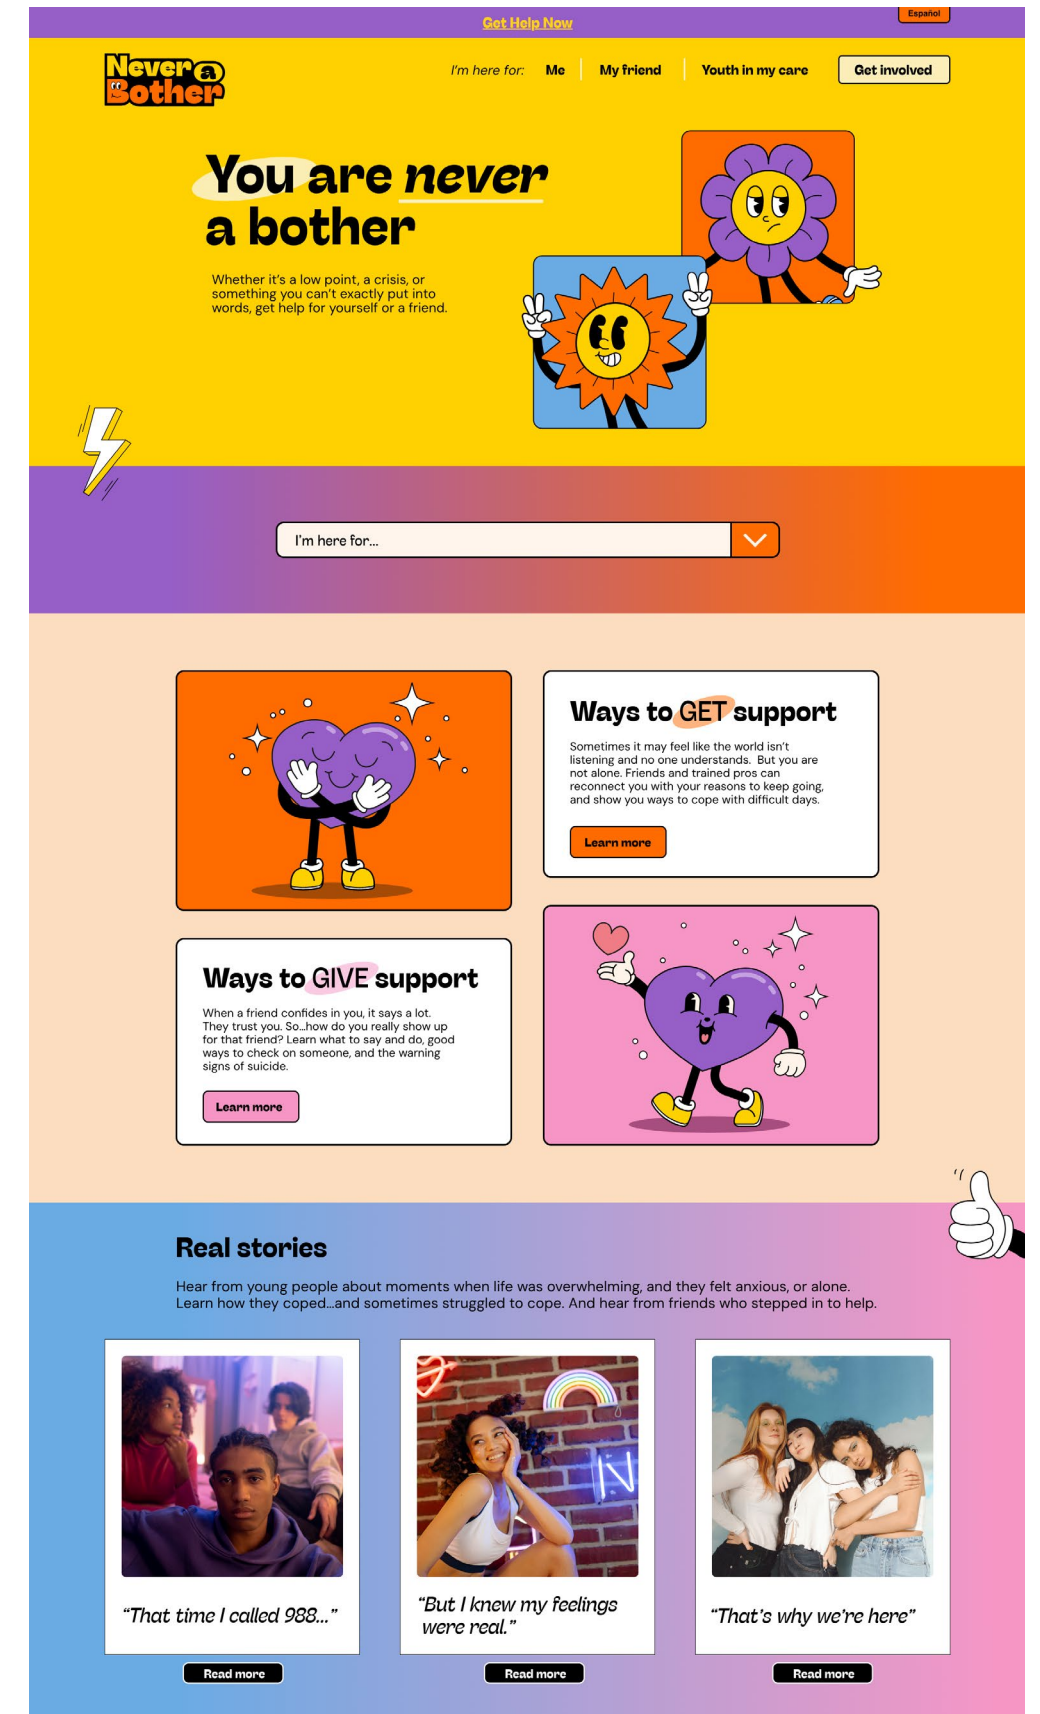 Get Help Now
Español
Never a
Bother
I'm here for:
Me
My friend
Youth in my care
Get involved
You are never
a bother
Whether it's a low point, a crisis, or
something you can't exactly put into
words, get help for yourself or a friend.
I'm here for...
Ways to GET support
Sometimes it may feel like the world isn't
listening and no one understands. But you are
not alone. Friends and trained pros can
reconnect you with your reasons to keep going,
and show you ways to cope with difficult days.
Learn more
Ways to GIVE support
When a friend confides in you, it says a lot.
They trust you. So...how do you really show up
for that friend? Learn what to say and do, good
ways to check on someone, and the warning
signs of suicide.
Learn more
Real stories
Hear from young people about moments when life was overwhelming, and they felt anxious, or alone.
Learn how they coped...and sometimes struggled to cope. And hear from friends who stepped in to help.
"That time I called 988..."
Read more
"But I knew my feelings
were real."
Read more
"That's why we're here"
Read more